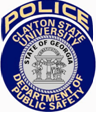 POLICE
CLAYTON STATE
UNIVERSITY
STATE OF GEORGIA
DEPARTMENT OF
PUBLIC SAFETY